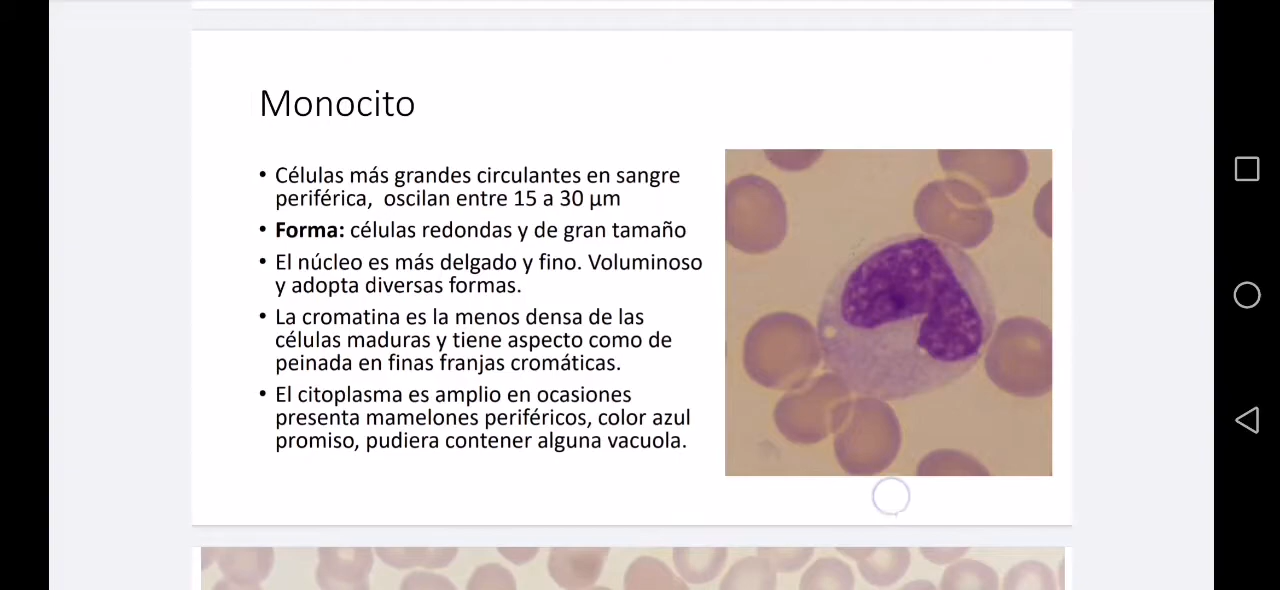 Monocito
• Células más grandes circulantes en sangre
periférica, oscilan entre 15 a 30 µm
• Forma: células redondas y de gran tamaño
• El núcleo es más delgado y fino. Voluminoso
y adopta diversas formas.
• La cromatina es la menos densa de las
células maduras y tiene aspecto como de
peinada en finas franjas cromáticas.
• El citoplasma es amplio en ocasiones
presenta mamelones periféricos, color azul
promiso, pudiera contener alguna vacuola.